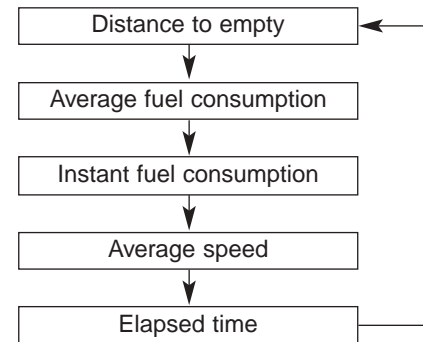 Distance to empty
Average fuel consumption
Instant fuel consumption
Average speed
Elapsed time